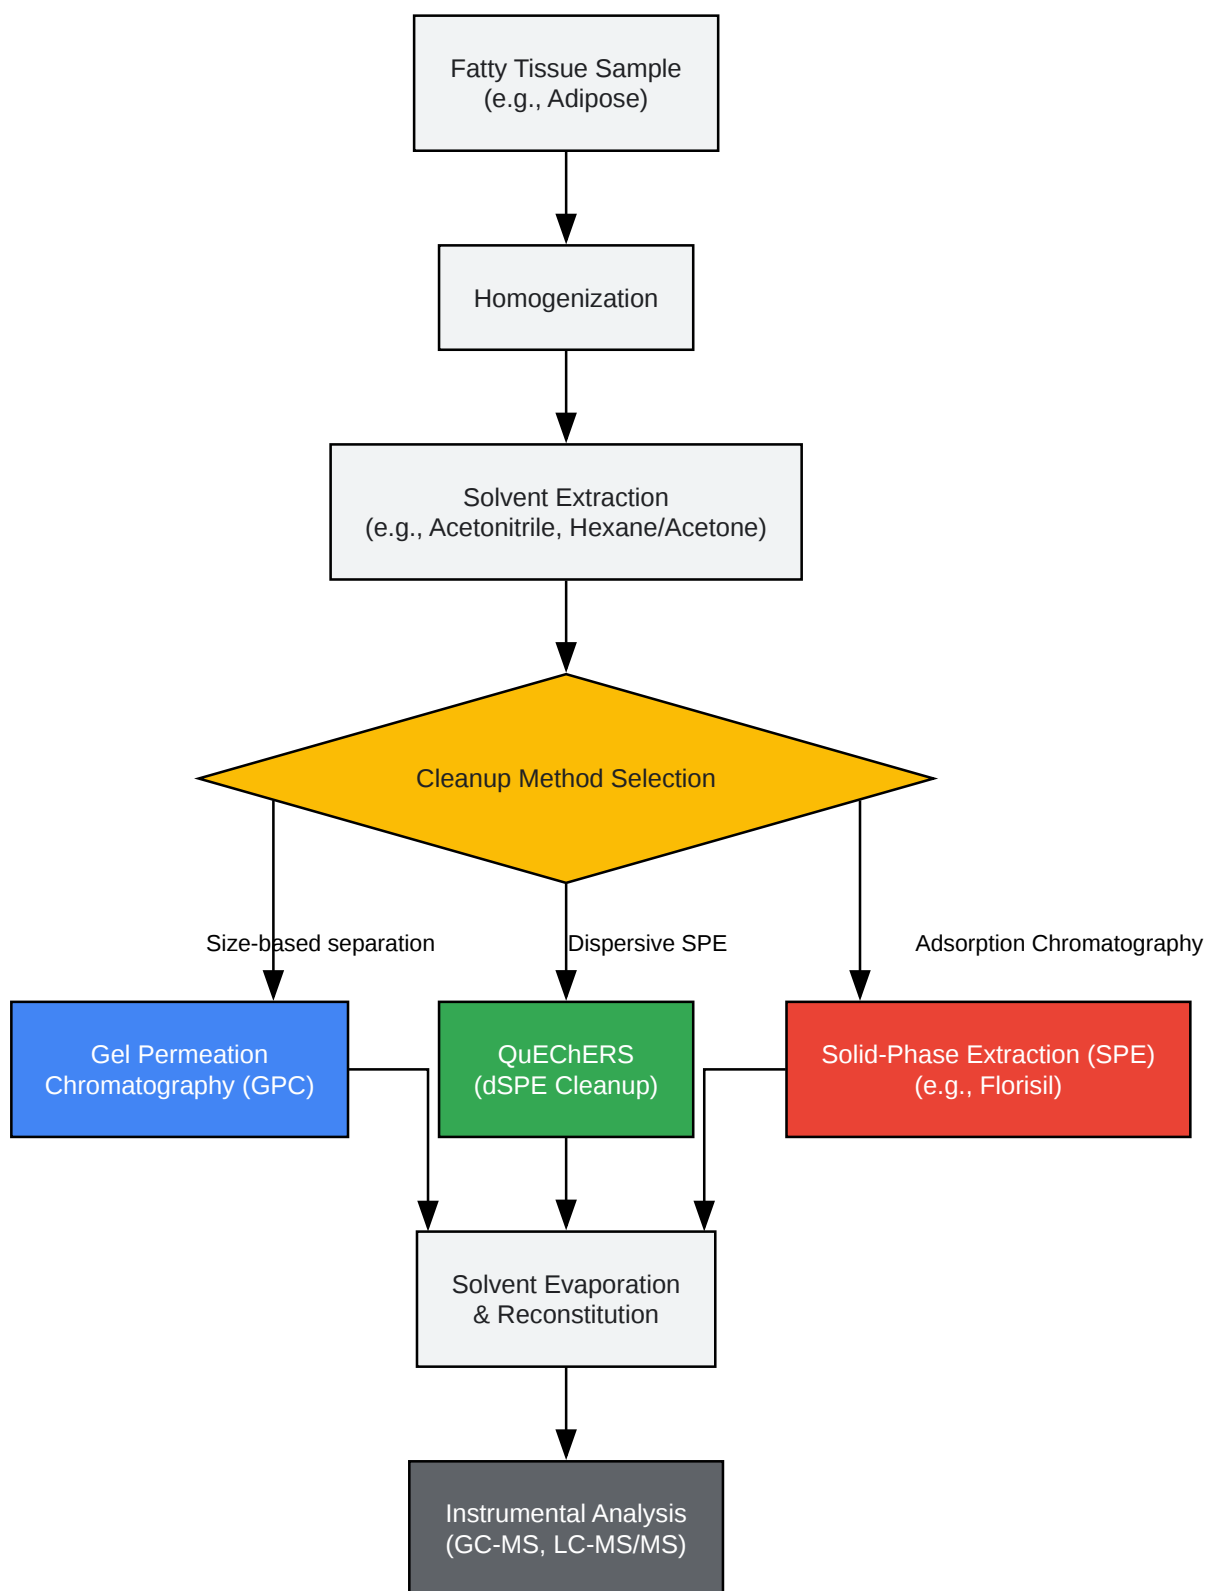 Fatty Tissue Sample
(e.g., Adipose)
Homogenization
Solvent Extraction
(e.g., Acetonitrile, Hexane/Acetone)
Cleanup Method Selection
Size-based separation
Dispersive SPE
Adsorption Chromatography
Gel Permeation
Chromatography (GPC)
QuEChERS
(dSPE Cleanup)
Solid-Phase Extraction (SPE)
(e.g., Florisil)
Solvent Evaporation
& Reconstitution
Instrumental Analysis
(GC-MS, LC-MS/MS)